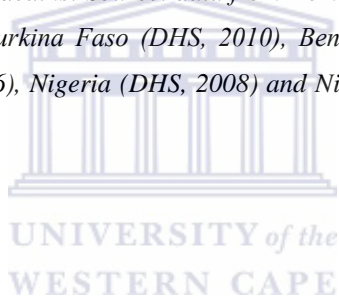 urkina Faso (DHS, 2010), Ben
6), Nigeria (DHS, 2008) and Ni
UNIVERSITY of the
WESTERN CAPE